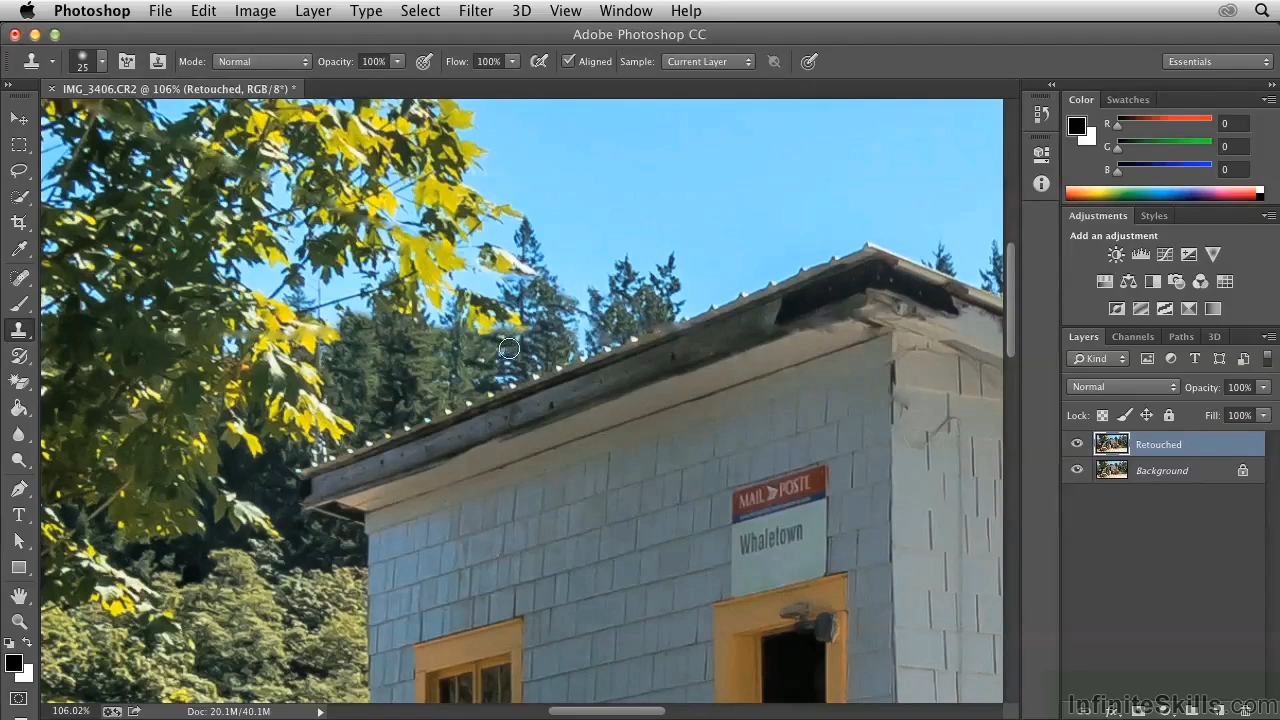 Photoshop File Edit Image Layer Type Select Filter 3D View Window Help
Adobe Photoshop CC
25 Mode: Normal Opacity: 100% Flow: 100% Aligned Sample: Current Layer Essentials
IMG_3406.CR2 @ 106% (Retouched, RGB/8*) *
Color Swatches
R 0
G 0
B 0
Adjustments Styles
Add an adjustment
Layers Channels Paths 3D
Kind
Normal Opacity: 100%
Lock: Fill: 100%
Retouched
Background
MAIL POSTE
Whaletown
106.02% Doc: 20.1M/40.1M
InfiniteSkills.com